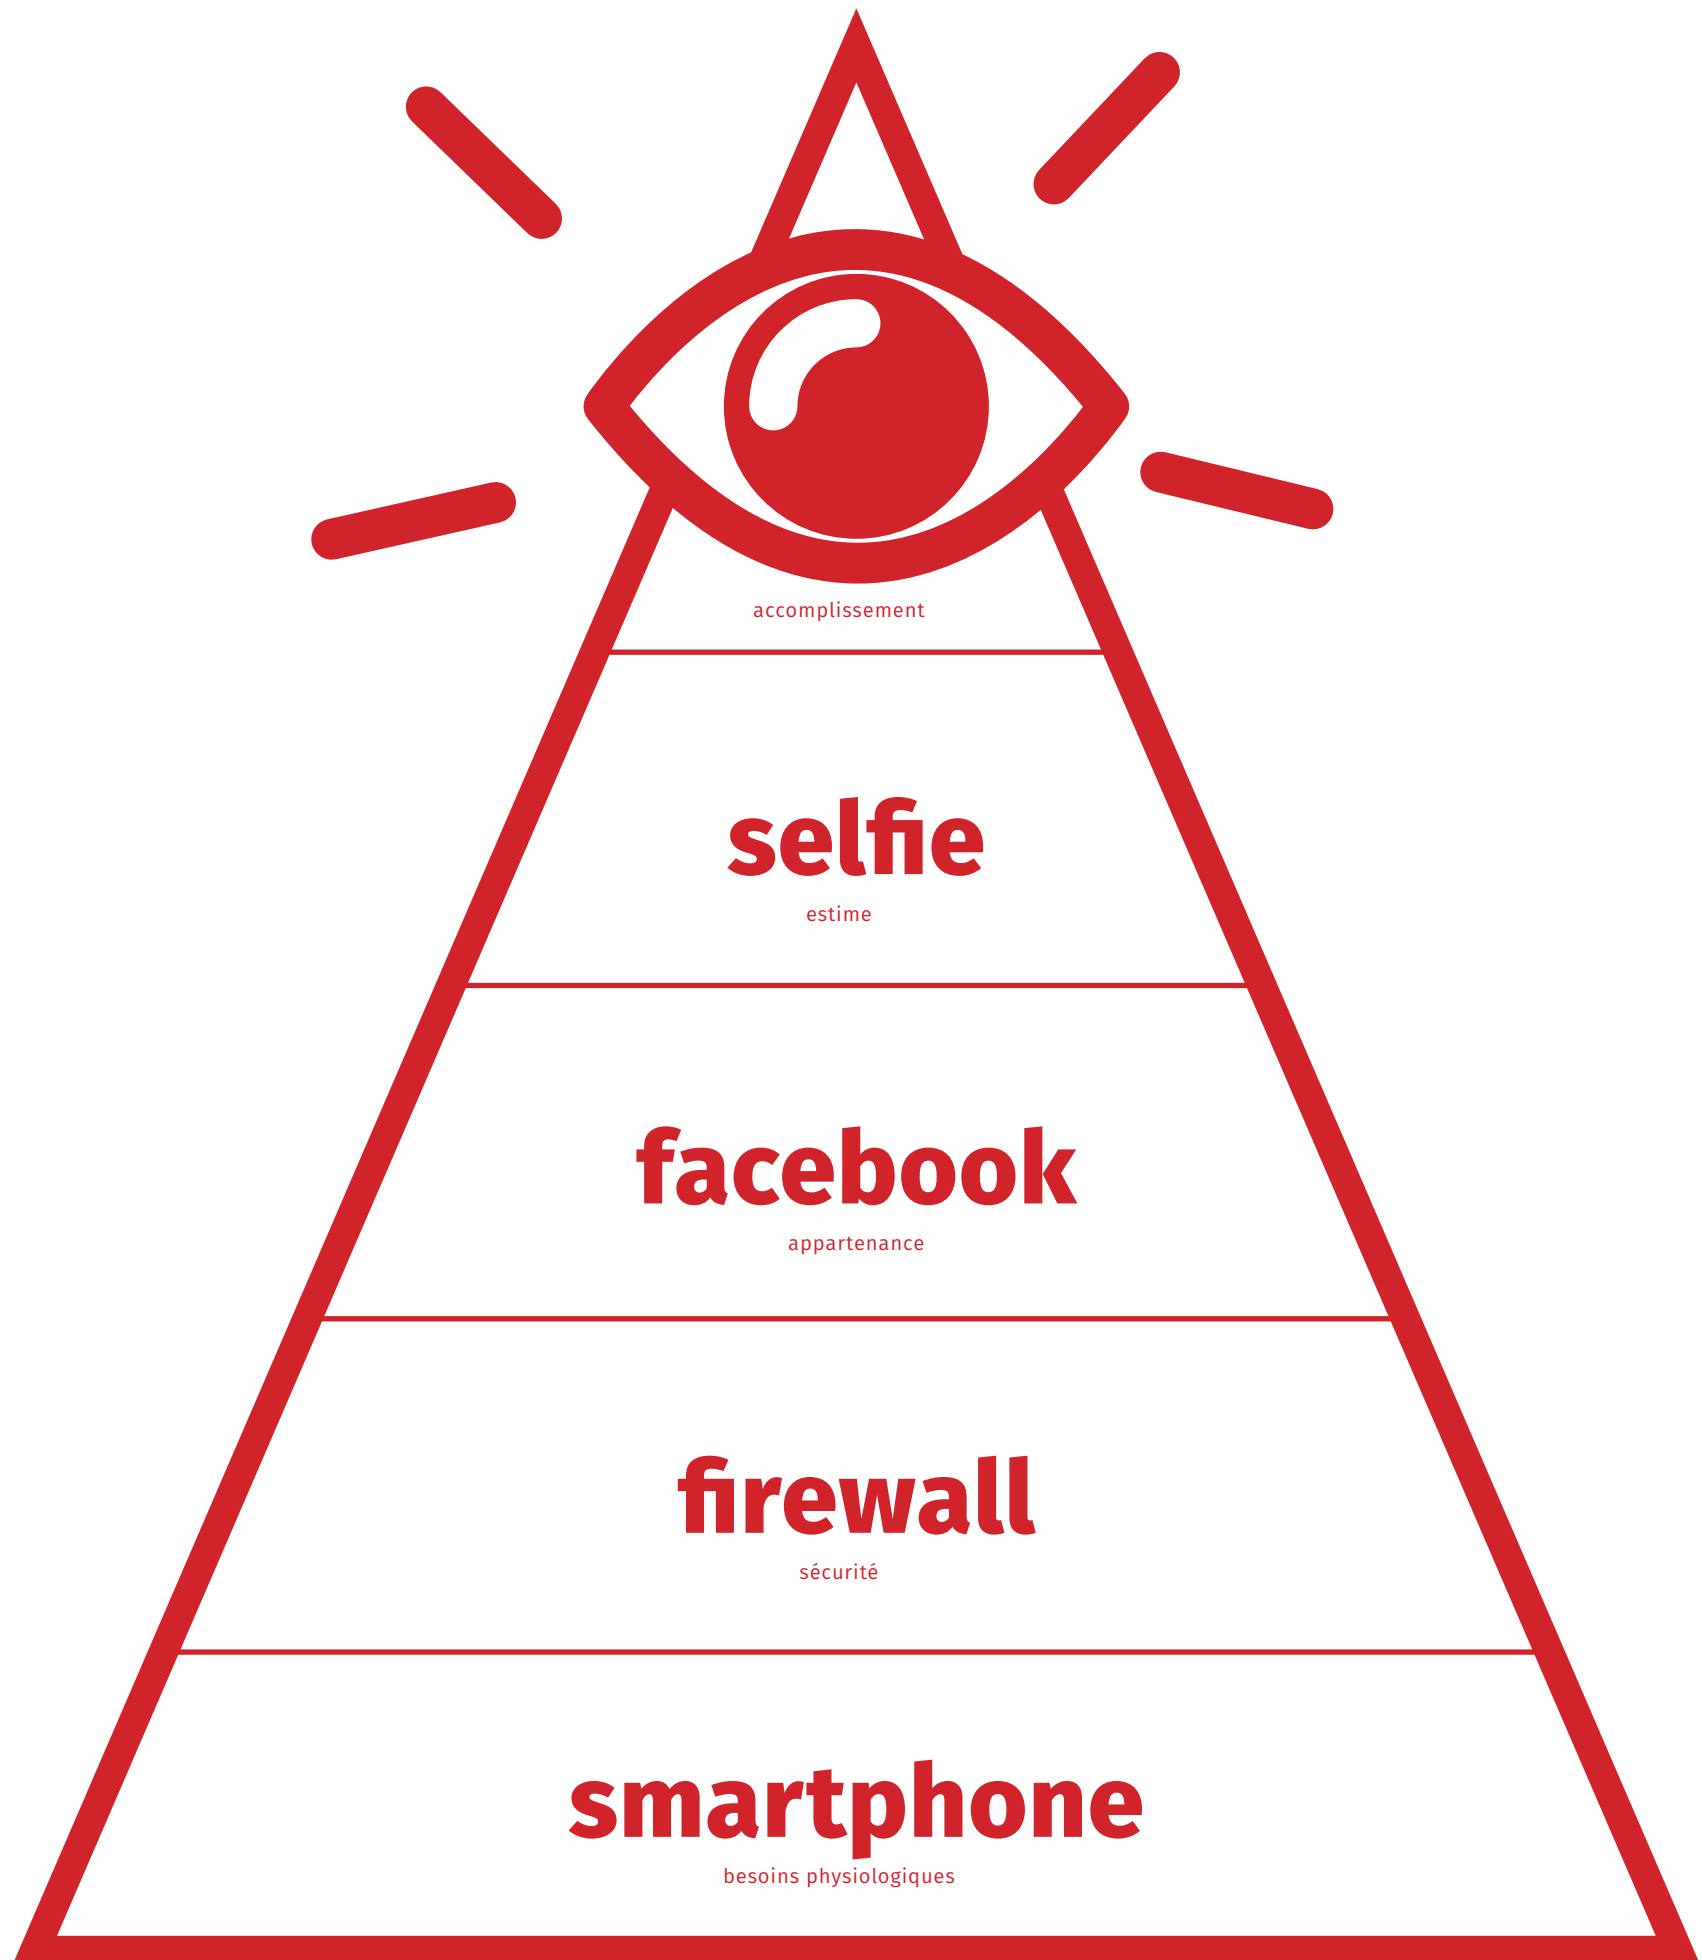 accomplissement
selfie
estime
facebook
appartenance
firewall
sécurité
smartphone
besoins physiologiques